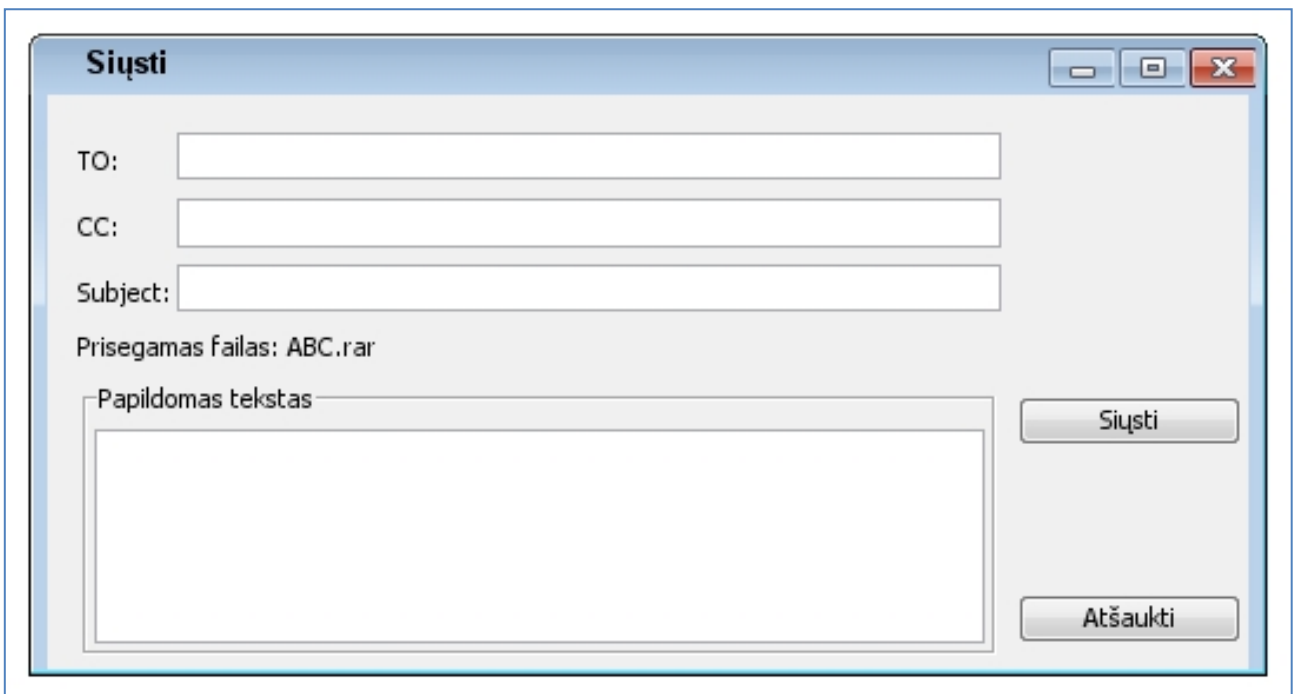 Siųsti
TO:
CC:
Subject:
Prisegamas failas: ABC.rar
Papildomas tekstas
Siųsti
Atšaukti